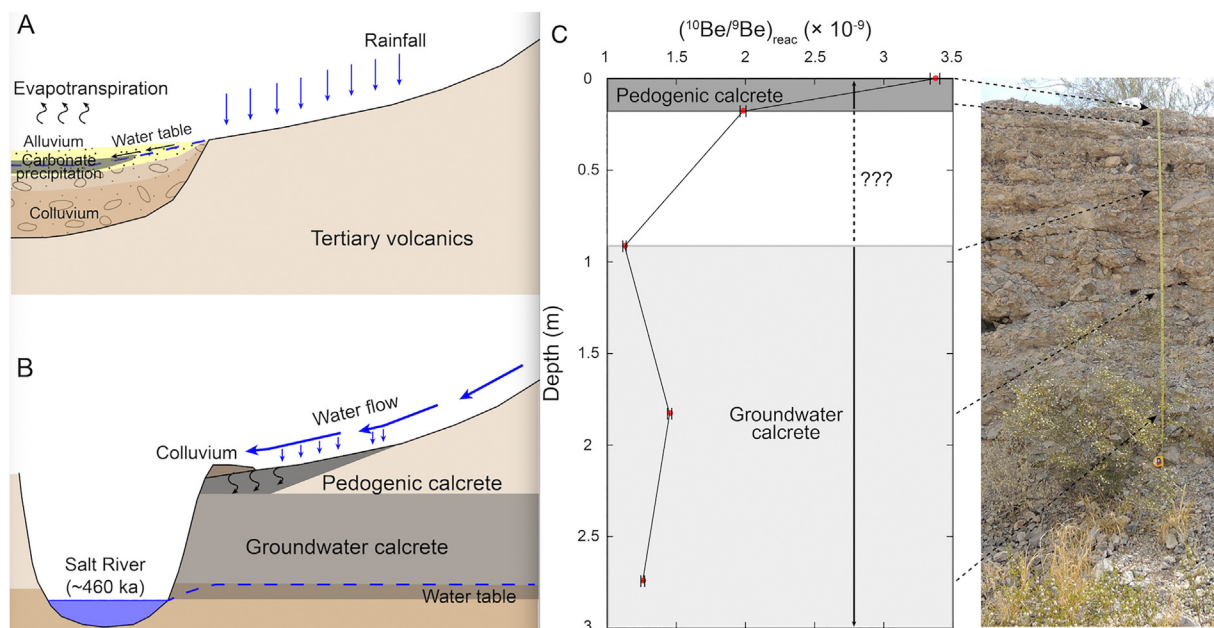 A
Rainfall
Evapotranspiration
Alluvium
Water table
Carbonate
precipitation
Colluvium
Tertiary volcanics
B
Water flow
Colluvium
Pedogenic calcrete
Groundwater calcrete
Salt River
(~460 ka)
Water table
C
(¹⁰Be/⁹Be)reac (× 10⁻⁹)
1 1.5 2 2.5 3 3.5
0
Pedogenic calcrete
0.5
???
1
Depth (m)
1.5
Groundwater
calcrete
2
2.5
3